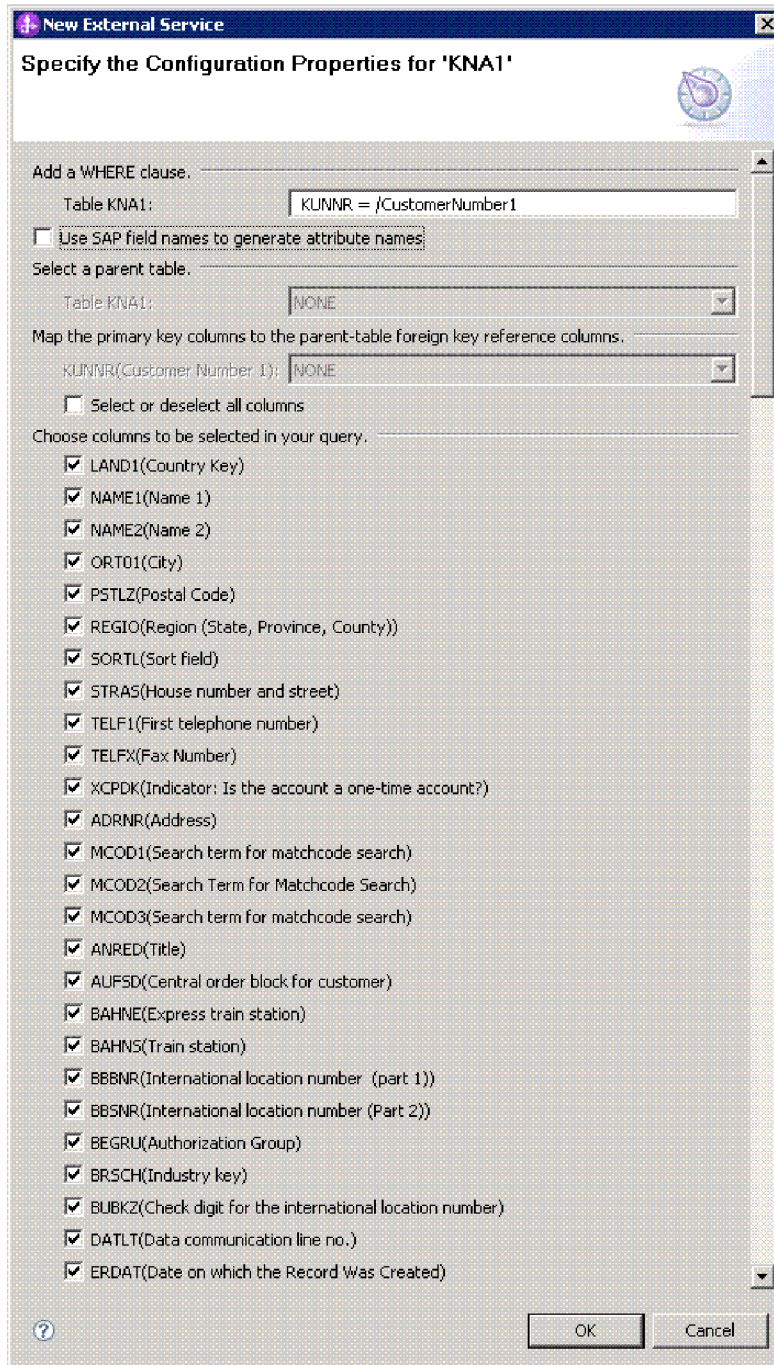 New External Service
Specify the Configuration Properties for 'KNA1'
Add a WHERE clause.
Table KNA1: KUNNR = /CustomerNumber1
Use SAP field names to generate attribute names
Select a parent table.
Table KNA1: NONE
Map the primary key columns to the parent-table foreign key reference columns.
KUNNR(Customer Number 1): NONE
Select or deselect all columns
Choose columns to be selected in your query.
LAND1(Country Key)
NAME1(Name 1)
NAME2(Name 2)
ORT01(City)
PSTLZ(Postal Code)
REGIO(Region (State, Province, County))
SORTL(Sort field)
STRAS(House number and street)
TELF1(First telephone number)
TELFX(Fax Number)
XCPDK(Indicator: Is the account a one-time account?)
ADRNR(Address)
MCOD1(Search term for matchcode search)
MCOD2(Search Term for Matchcode Search)
MCOD3(Search term for matchcode search)
ANRED(Title)
AUFSD(Central order block for customer)
BAHNE(Express train station)
BAHNS(Train station)
BBBNR(International location number (part 1))
BBSNR(International location number (Part 2))
BEGRU(Authorization Group)
BRSCH(Industry key)
BUBKZ(Check digit for the international location number)
DATLT(Data communication line no.)
ERDAT(Date on which the Record Was Created)
? OK Cancel